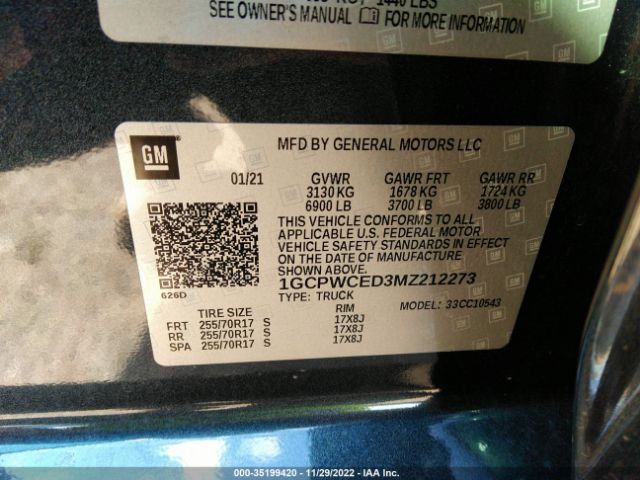 1440 LBS
SEE OWNER'S MANUAL FOR MORE INFORMATION
GM
MFD BY GENERAL MOTORS LLC
01/21 GVWR GAWR FRT GAWR RR
3130 KG 1678 KG 1724 KG
6900 LB 3700 LB 3800 LB
THIS VEHICLE CONFORMS TO ALL
APPLICABLE U.S. FEDERAL MOTOR
VEHICLE SAFETY STANDARDS IN EFFECT
ON THE DATE OF MANUFACTURE
SHOWN ABOVE.
626D
1GCPWCED3MZ212273
TYPE: TRUCK MODEL: 33CC10543
TIRE SIZE RIM
FRT 255/70R17 S 17X8J
RR 255/70R17 S 17X8J
SPA 255/70R17 S 17X8J
000-35199420 - 11/29/2022 - IAA Inc.